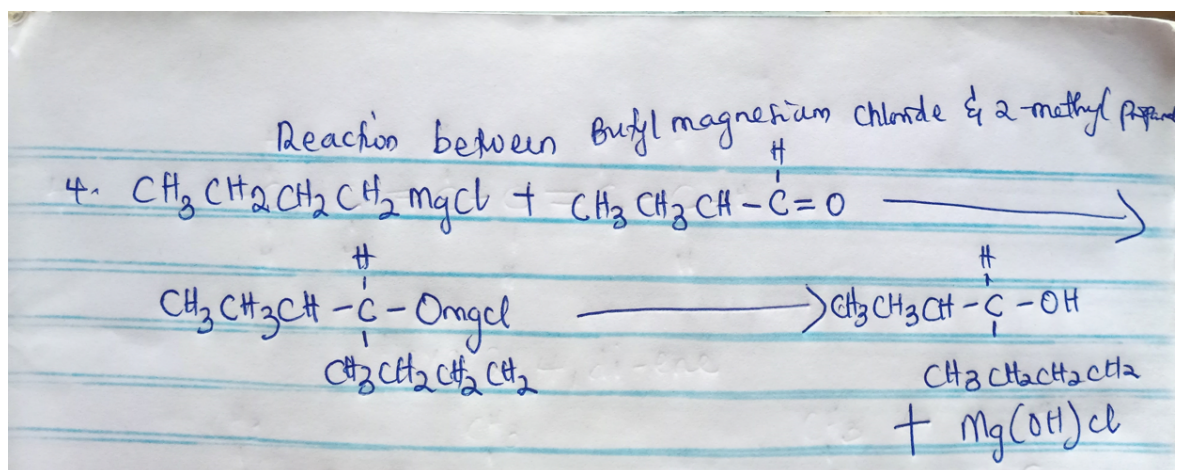 Reaction between Butyl magnesium chloride & 2-methyl
H
4. CH3 CH2 CH2 CH2 MgCl + CH3 CH3 CH - C = O
H H
CH3 CH3 CH - C - OMgCl CH3 CH3 CH - C - OH
CH3 CH2 CH2 CH2 CH3 CH2 CH2 CH2
+ Mg(OH)Cl